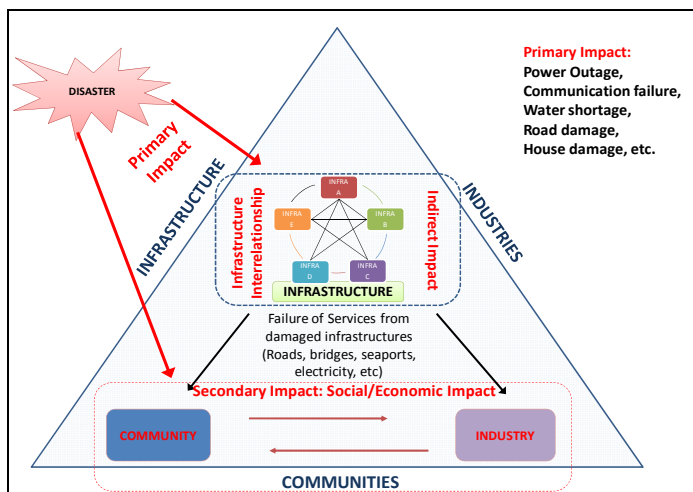 DISASTER
Primary Impact:
Power Outage,
Communication failure,
Water shortage,
Road damage,
House damage, etc.
Primary
Impact
INFRASTRUCTURE
INDUSTRIES
Infrastructure
Interrelationship
Indirect Impact
INFRA
A
INFRA
E
INFRA
B
INFRA
D
INFRA
C
INFRASTRUCTURE
Failure of Services from
damaged infrastructures
(Roads, bridges, seaports,
electricity, etc)
Secondary Impact: Social/Economic Impact
COMMUNITY
INDUSTRY
COMMUNITIES